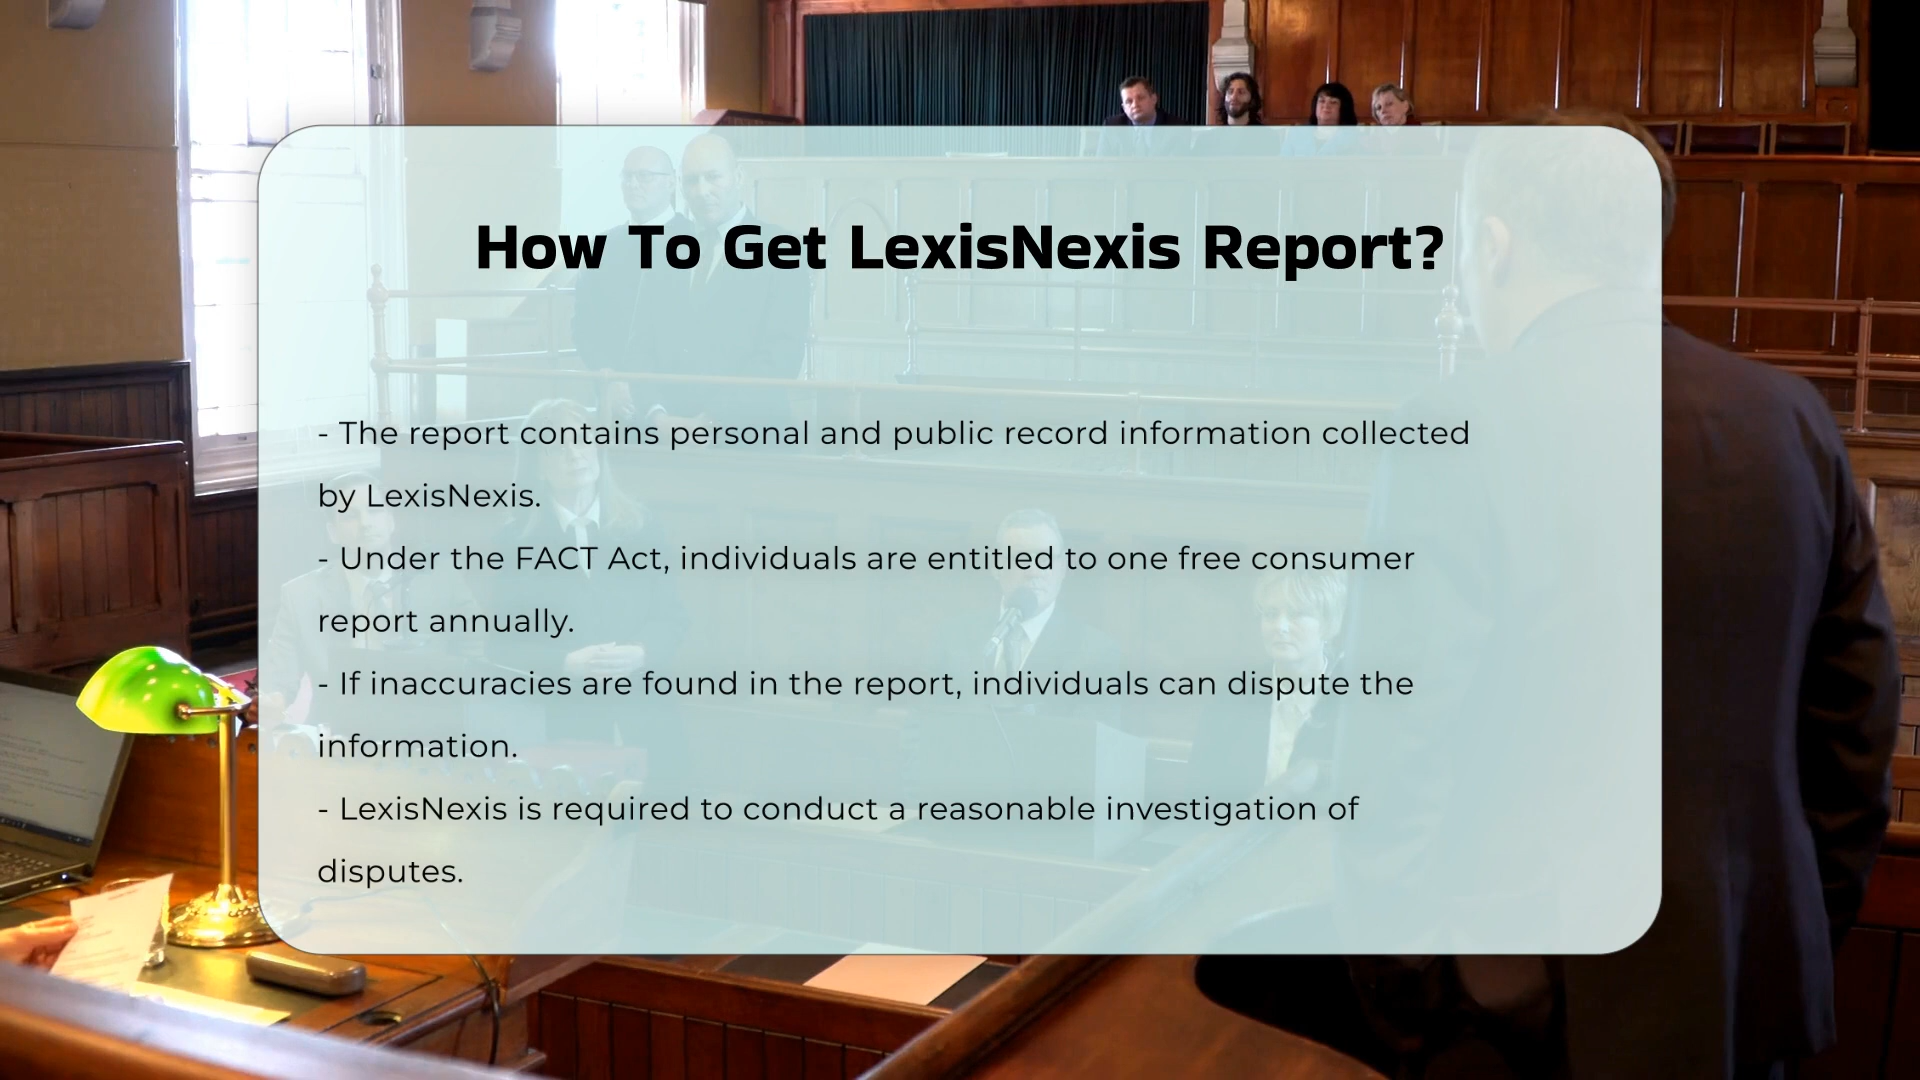 How To Get LexisNexis Report?
- The report contains personal and public record information collected
by LexisNexis.
- Under the FACT Act, individuals are entitled to one free consumer
report annually.
- If inaccuracies are found in the report, individuals can dispute the
information.
- LexisNexis is required to conduct a reasonable investigation of
disputes.